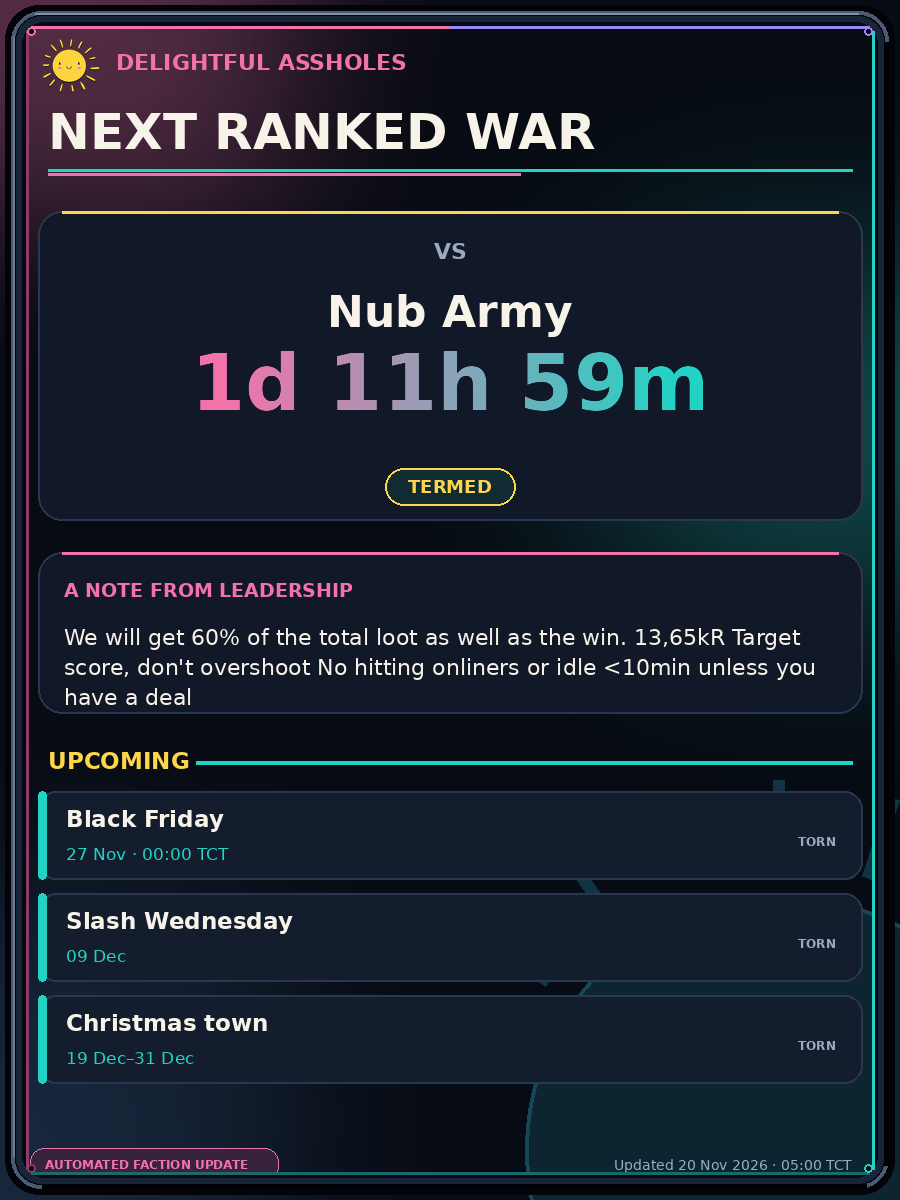 DELIGHTFUL ASSHOLES
NEXT RANKED WAR
VS
Nub Army
1d 11h 59m
TERMED
A NOTE FROM LEADERSHIP
We will get 60% of the total loot as well as the win. 13,65kR Target
score, don't overshoot No hitting onliners or idle <10min unless you
have a deal
UPCOMING
Black Friday
27 Nov · 00:00 TCT
TORN
Slash Wednesday
09 Dec
TORN
Christmas town
19 Dec–31 Dec
TORN
AUTOMATED FACTION UPDATE
Updated 20 Nov 2026 · 05:00 TCT